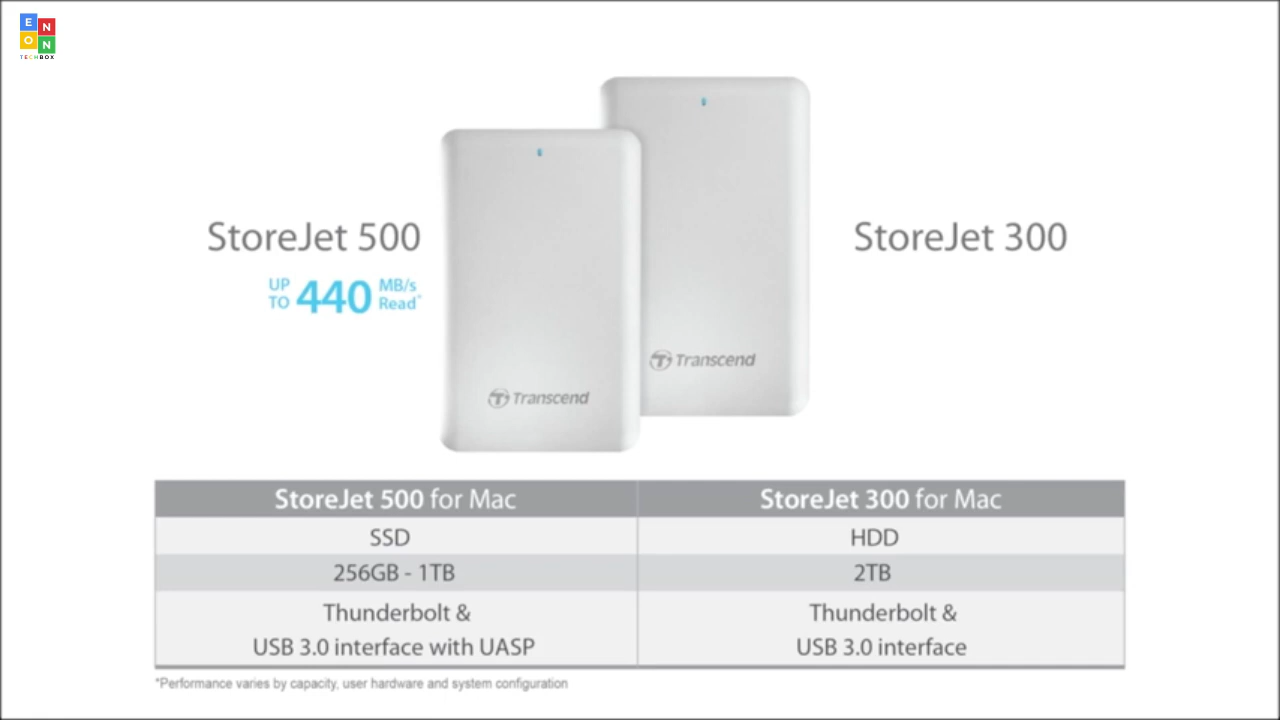 E N
O N
TECHBOX
StoreJet 500
UP TO 440 MB/s Read*
StoreJet 300
Transcend
Transcend
StoreJet 500 for Mac
StoreJet 300 for Mac
SSD
HDD
256GB - 1TB
2TB
Thunderbolt &
USB 3.0 interface with UASP
Thunderbolt &
USB 3.0 interface
*Performance varies by capacity, user hardware and system configuration